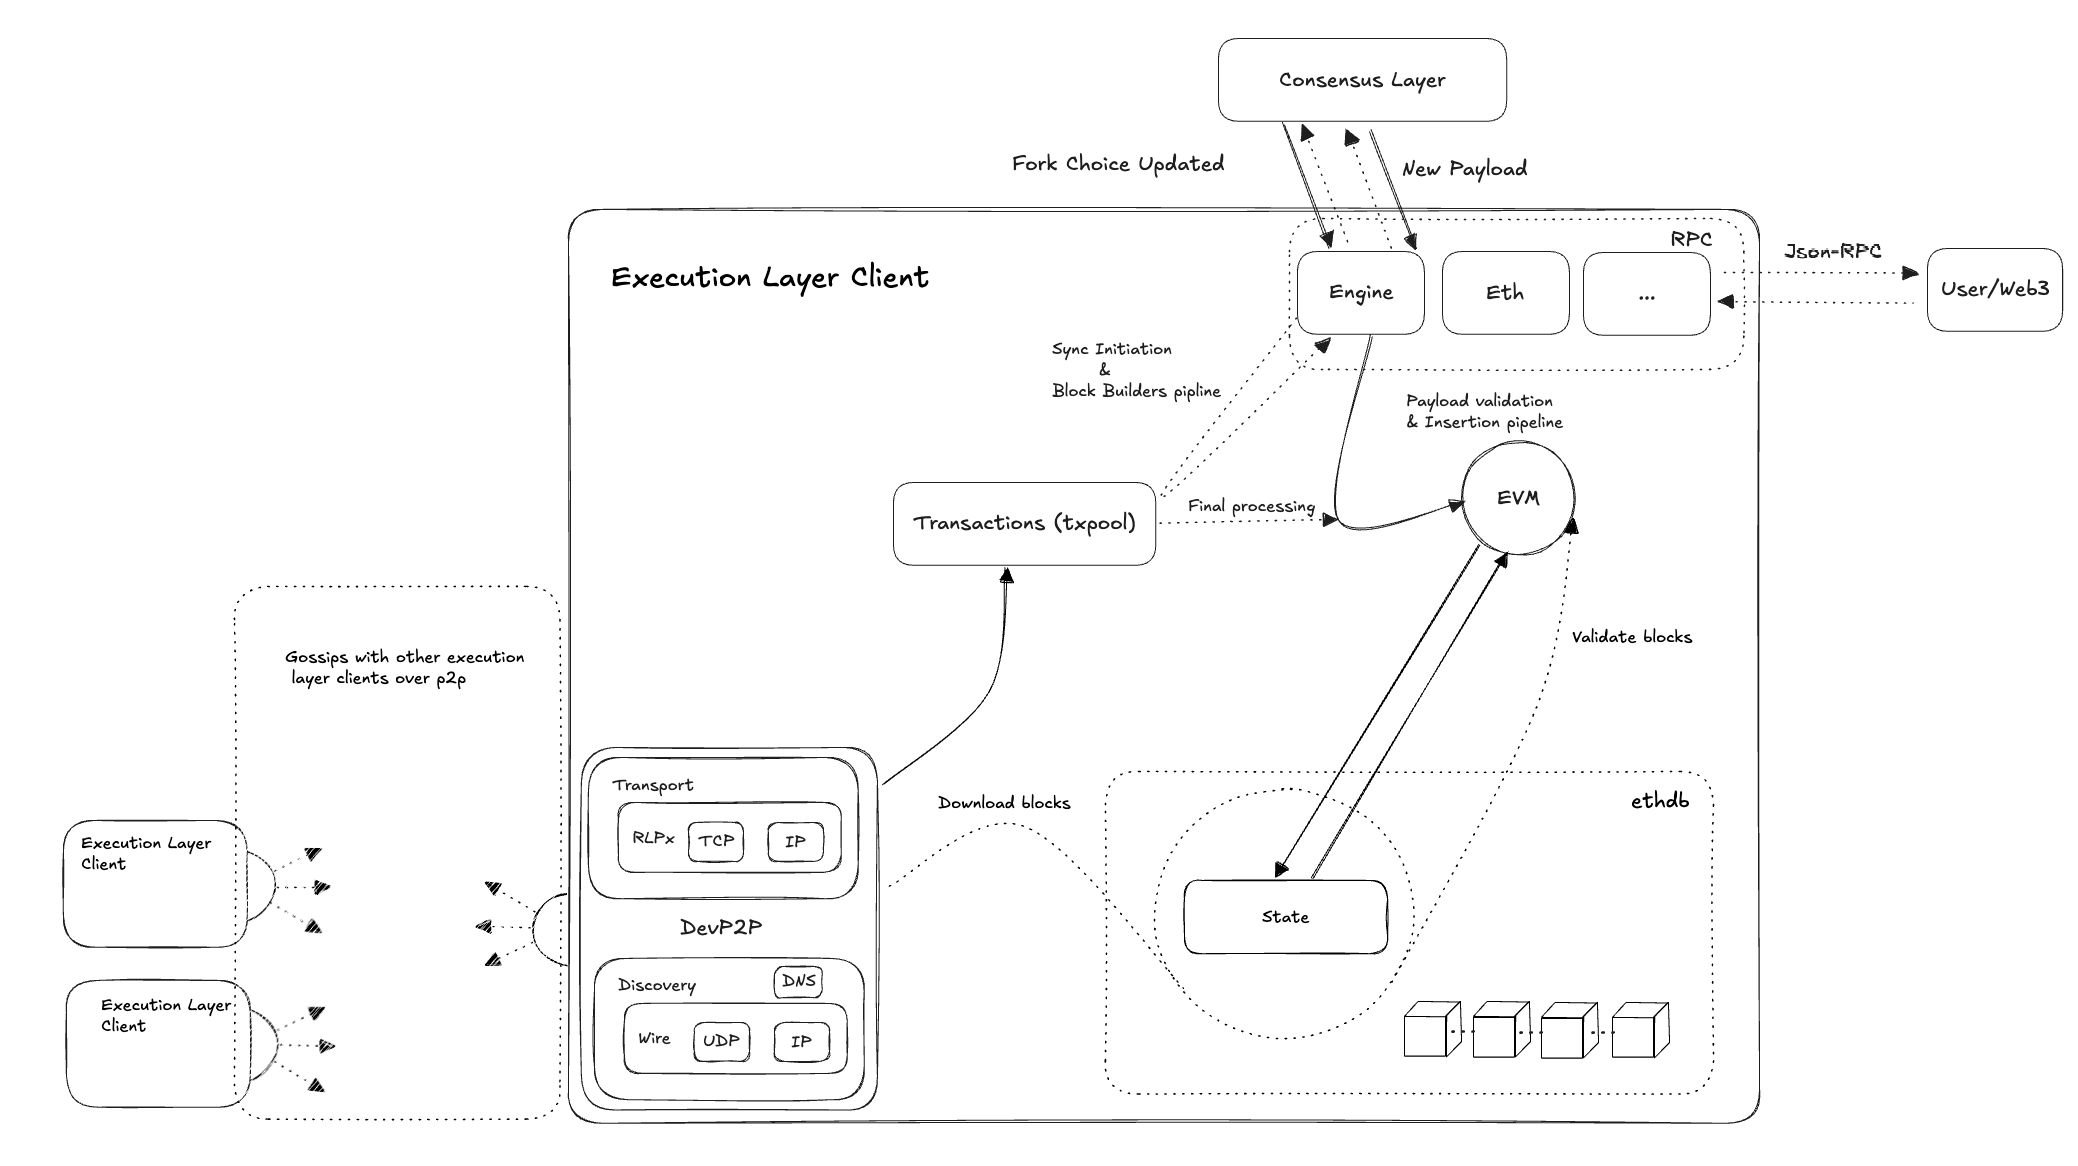 Consensus Layer
Fork Choice Updated
New Payload
RPC
Json-RPC
Execution Layer Client
Engine
Eth
...
User/Web3
Sync Initiation
&
Block Builders pipline
Payload validation
& Insertion pipeline
EVM
Transactions (txpool)
Final processing
Validate blocks
Gossips with other execution
layer clients over p2p
Transport
RLPx
TCP
IP
DevP2P
Discovery
DNS
Wire
UDP
IP
Download blocks
ethdb
State
Execution Layer
Client
Execution Layer
Client